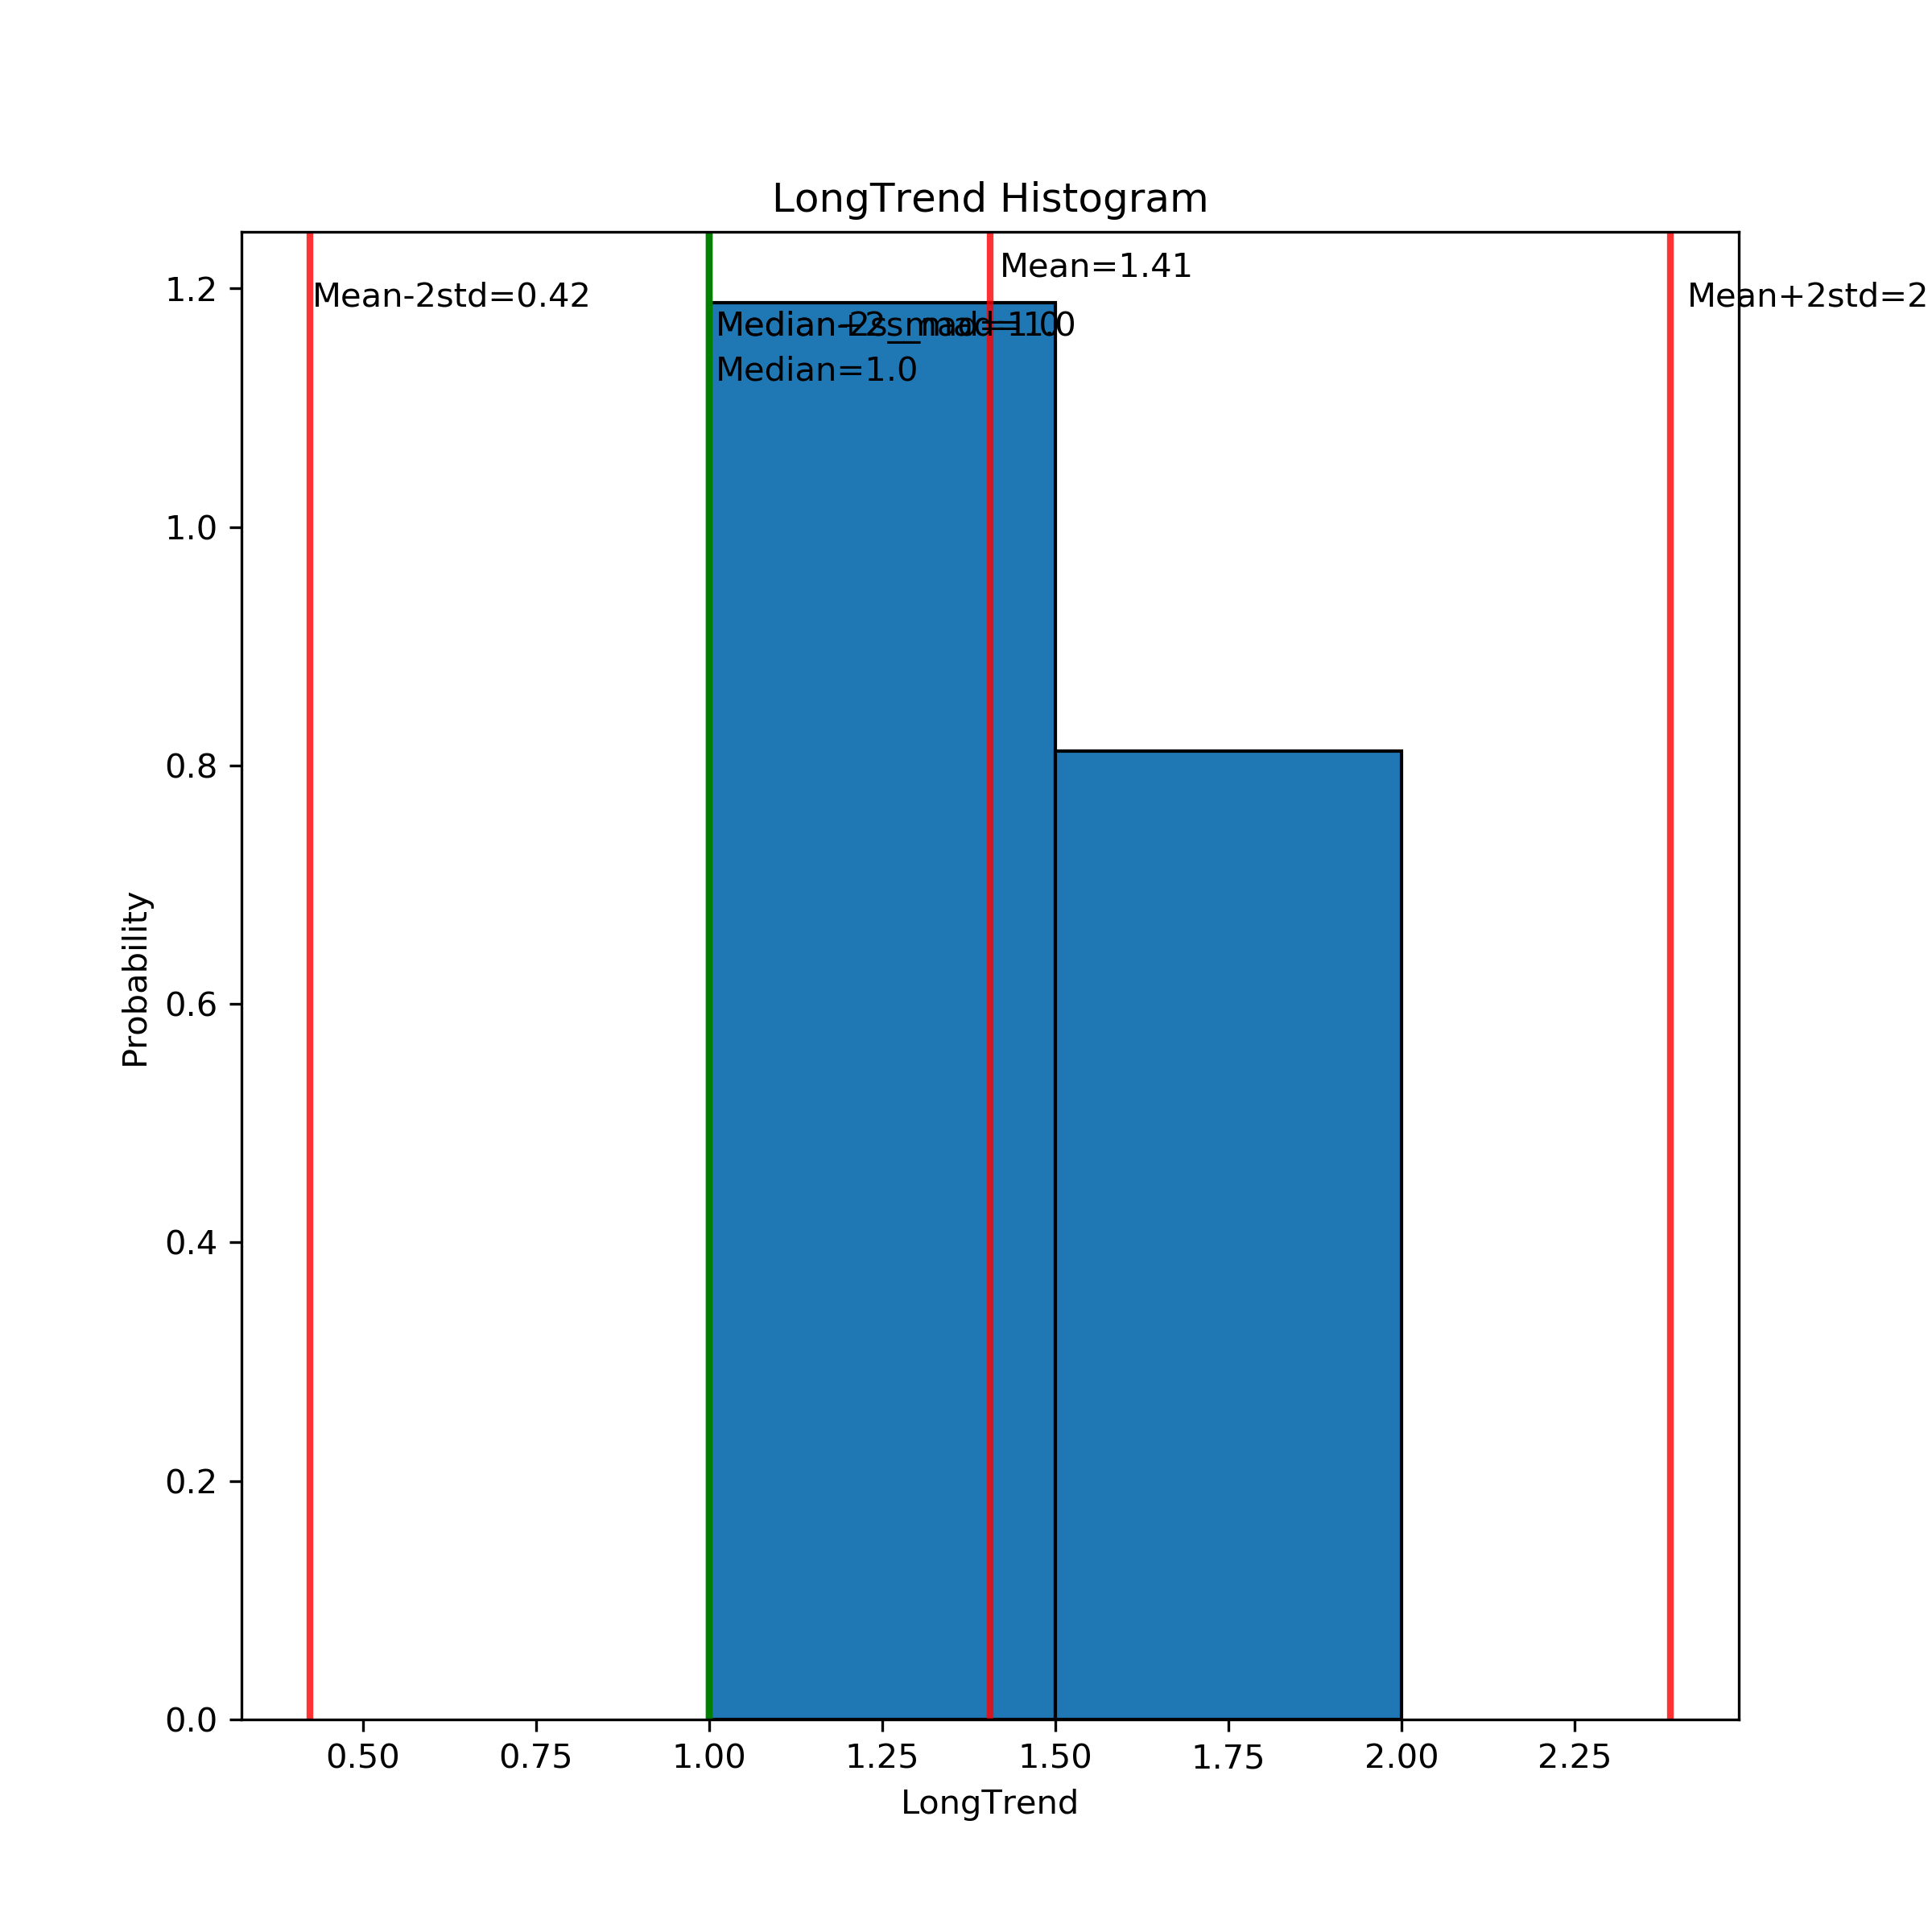 LongTrend Histogram
Mean=1.41
Mean-2std=0.42
Mean+2std=2
Median=1.0
Probability
1.2
1.0
0.8
0.6
0.4
0.2
0.0
0.50 0.75 1.00 1.25 1.50 1.75 2.00 2.25
LongTrend